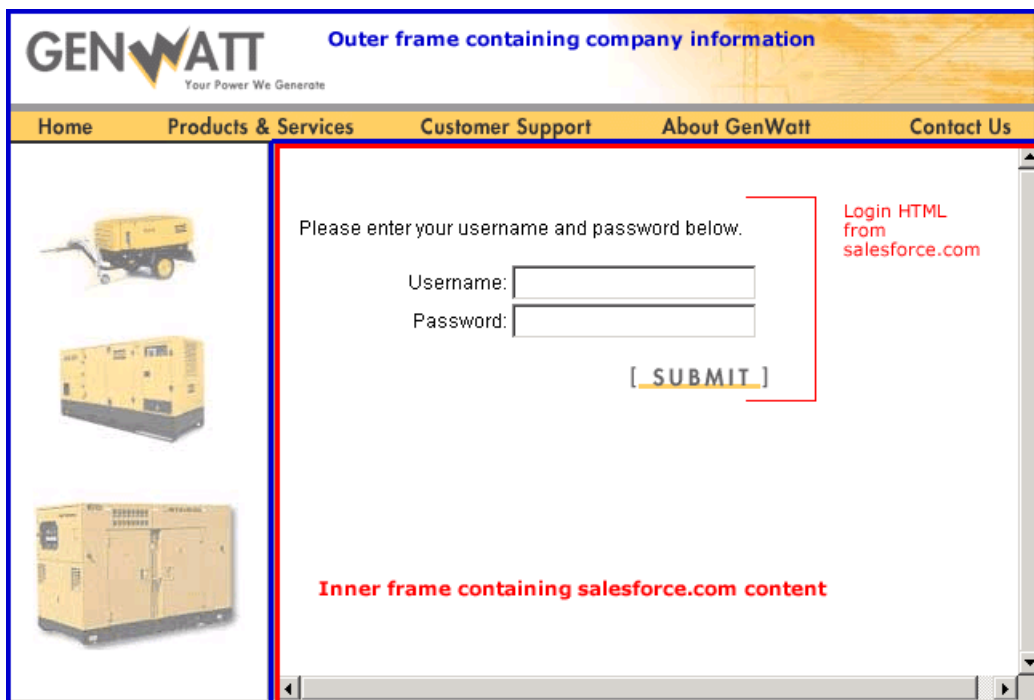 GENWATT
Your Power We Generate
Outer frame containing company information
Home Products & Services Customer Support About GenWatt Contact Us
Please enter your username and password below.
Username:
Password:
[ SUBMIT ]
Login HTML
from
salesforce.com
Inner frame containing salesforce.com content